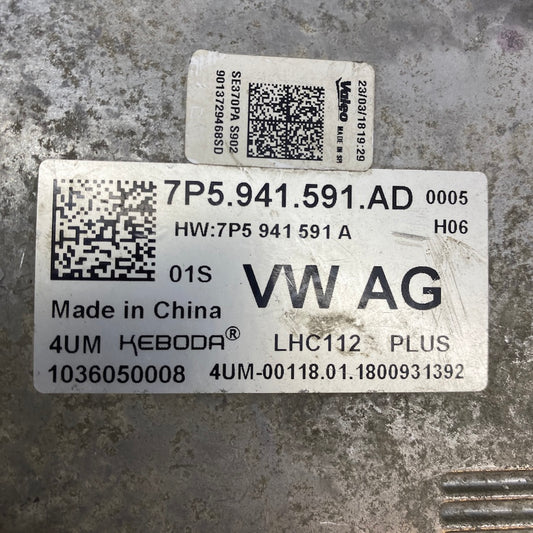 SE370PA S902
9013729468SD
23/03/18 19:29
Valeo
MADE IN SP
7P5.941.591.AD 0005
HW:7P5 941 591 A H06
01S VW AG
Made in China
4UM KEBODA® LHC112 PLUS
1036050008 4UM-00118.01.1800931392